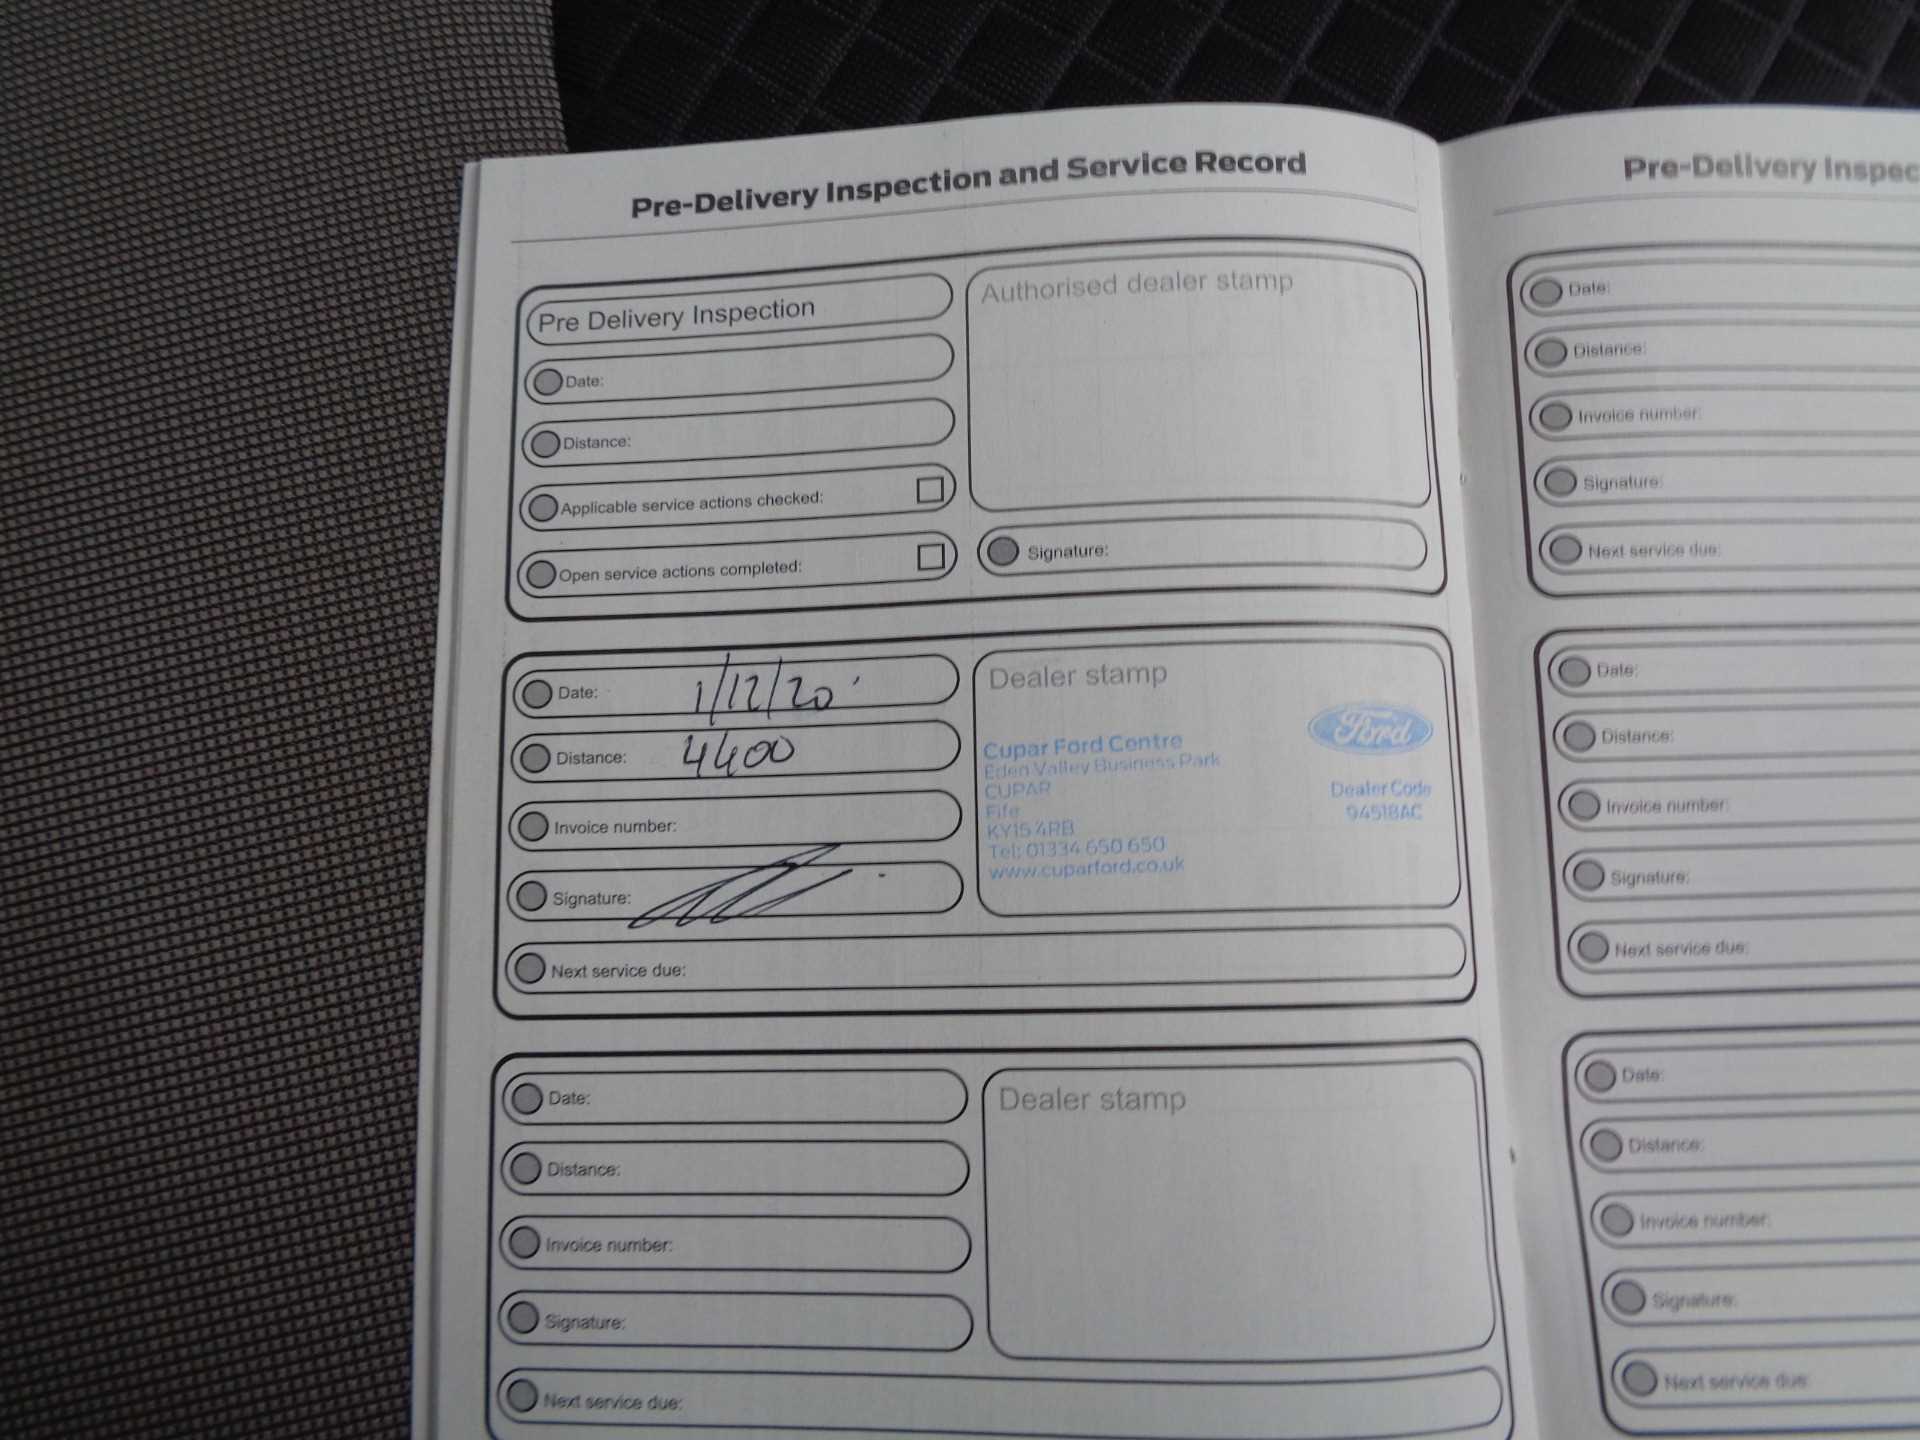 Pre-Delivery Inspection and Service Record
Pre Delivery Inspection
Date:
Distance:
Applicable service actions checked:
Open service actions completed:
Authorised dealer stamp
Signature:
Date: 1/12/20
Distance: 4400
Invoice number:
Signature:
Next service due:
Dealer stamp
Cupar Ford Centre
Eden Valley Business Park
CUPAR
Fife
KY15 4RB
Tel: 01334 650 650
www.cuparford.co.uk
Ford
Dealer Code
94518AC
Date:
Distance:
Invoice number:
Signature:
Next service due:
Dealer stamp
Pre-Delivery Inspec
Date:
Distance:
Invoice number:
Signature:
Next service due:
Date:
Distance:
Invoice number:
Signature:
Next service due:
Date:
Distance:
Invoice number:
Signature:
Next service due: